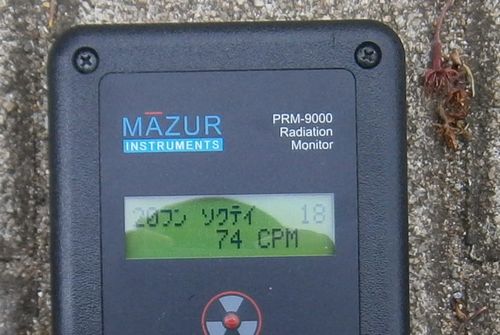 MAZUR
INSTRUMENTS
PRM-9000
Radiation
Monitor
20フン ソクテイ 18
74 CPM